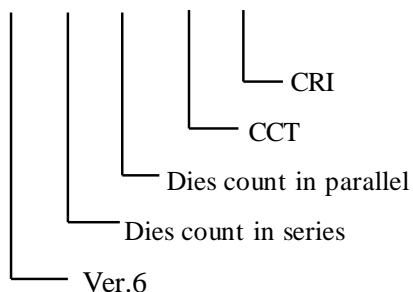 CRI
CCT
Dies count in parallel
Dies count in series
Ver.6